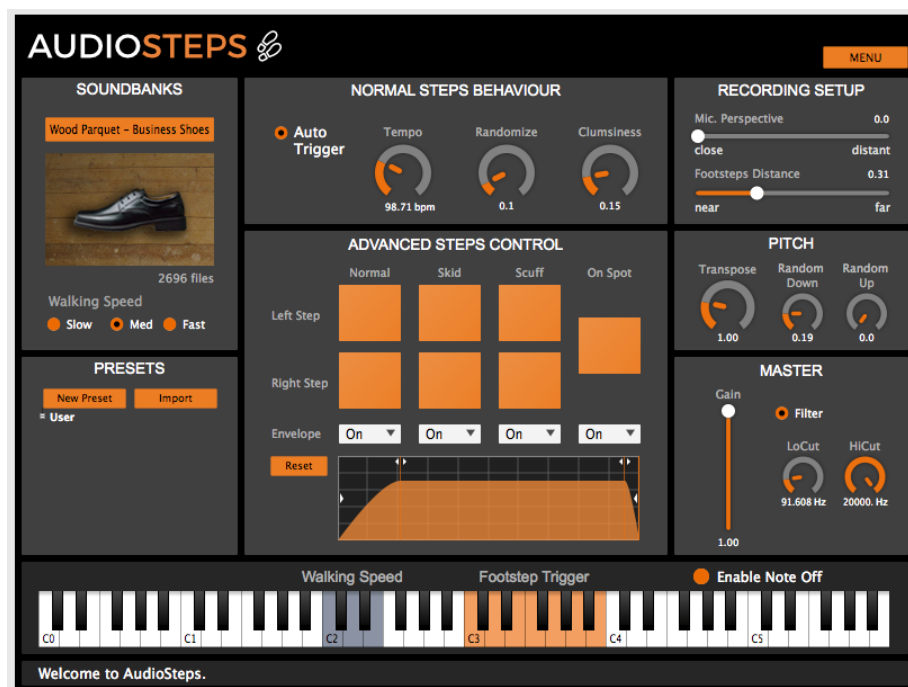 AUDIOSTEPS
MENU
SOUNDBANKS
Wood Parquet – Business Shoes
2696 files
Walking Speed
Slow Med Fast
PRESETS
New Preset Import
User
NORMAL STEPS BEHAVIOUR
Auto
Trigger
Tempo Randomize Clumsiness
98.71 bpm 0.1 0.15
ADVANCED STEPS CONTROL
Normal Skid Scuff On Spot
Left Step
Right Step
Envelope On On On On
Reset
RECORDING SETUP
Mic. Perspective 0.0
close distant
Footsteps Distance 0.31
near far
PITCH
Transpose Random Random
Down Up
1.00 0.19 0.0
MASTER
Gain
Filter
LoCut HiCut
91.608 Hz 20000. Hz
1.00
Walking Speed Footstep Trigger Enable Note Off
C0 C1 C2 C3 C4 C5
Welcome to AudioSteps.